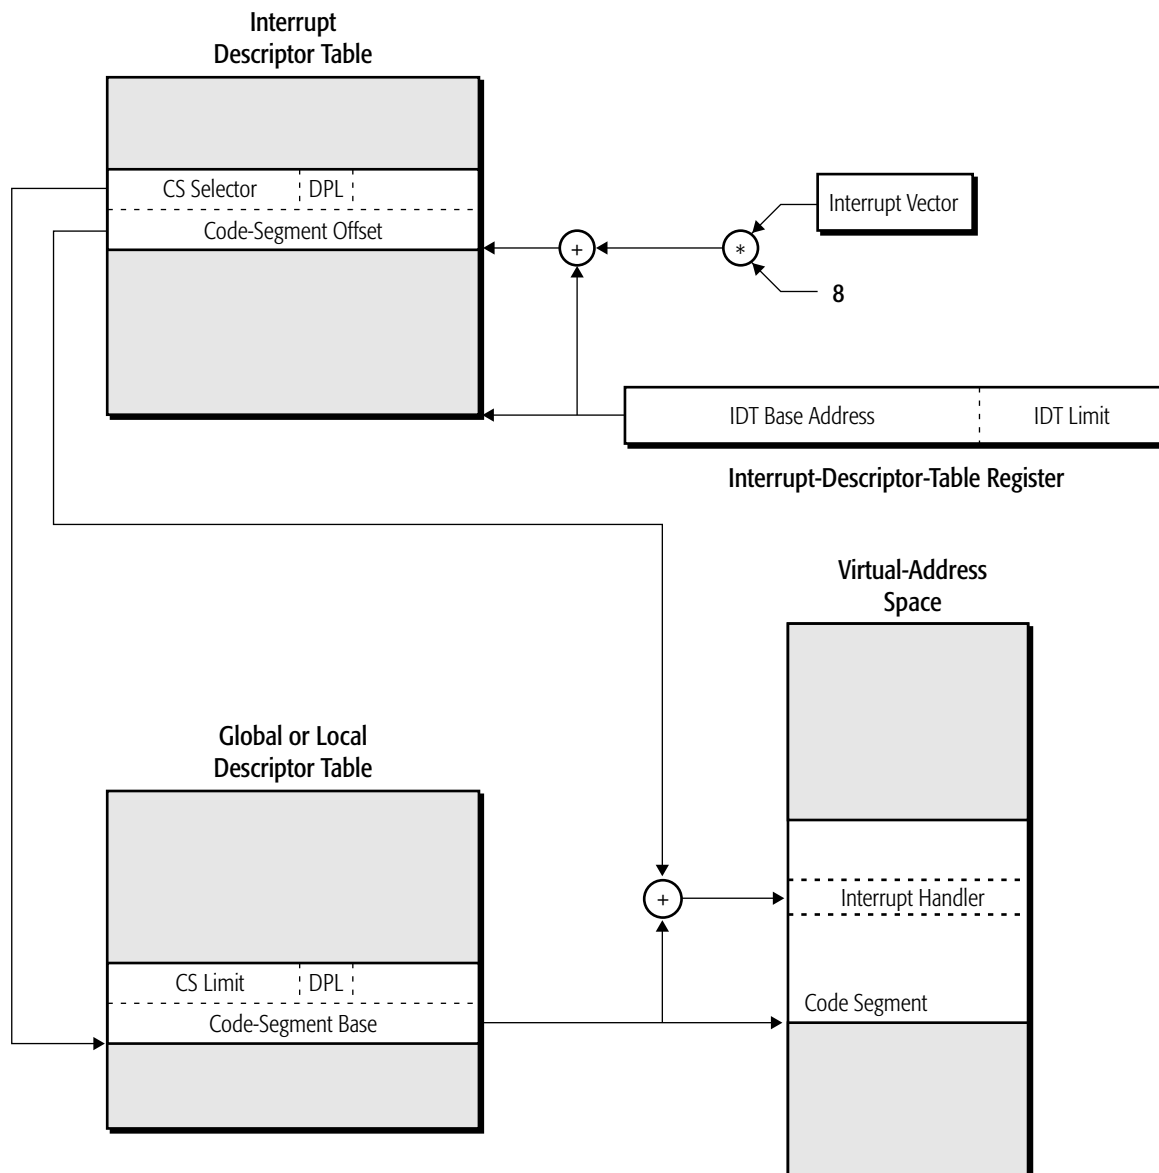 Interrupt
Descriptor Table
CS Selector DPL
Code-Segment Offset
Interrupt Vector
+
*
8
IDT Base Address IDT Limit
Interrupt-Descriptor-Table Register
Virtual-Address
Space
Global or Local
Descriptor Table
+
Interrupt Handler
CS Limit DPL
Code-Segment Base
Code Segment